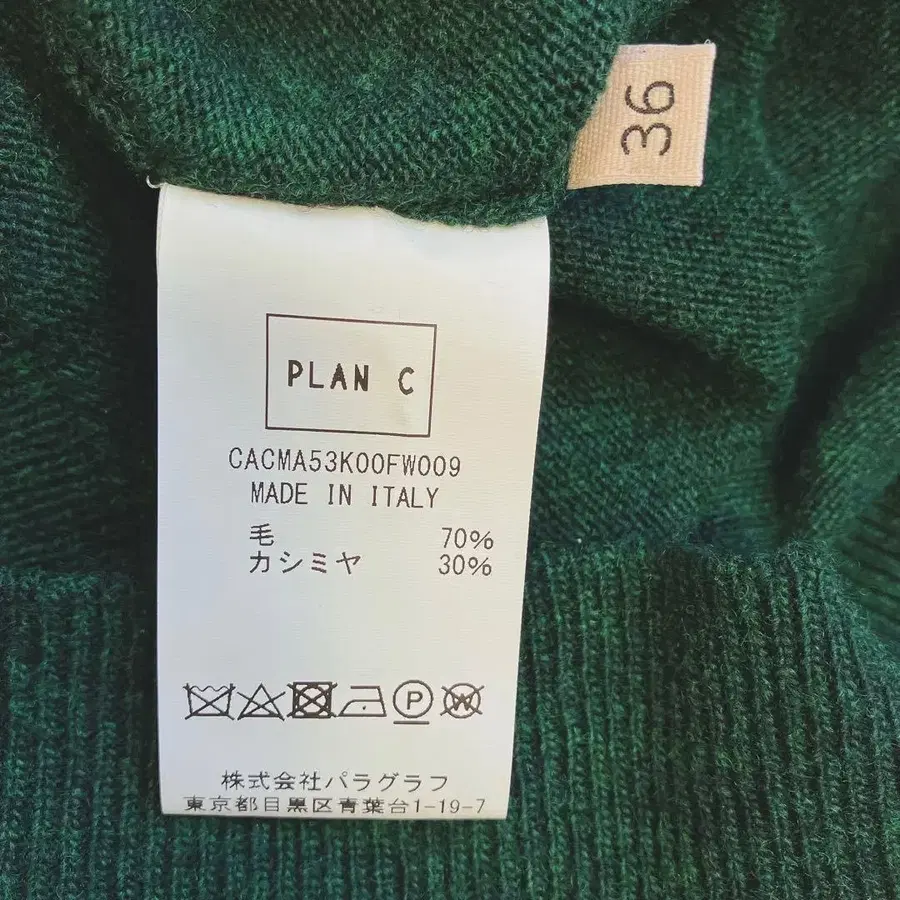 36
PLAN C
CACMA53K00FW009
MADE IN ITALY
毛 70%
カシミヤ 30%
P W
株式会社パラグラフ
東京都目黒区青葉台1-19-7